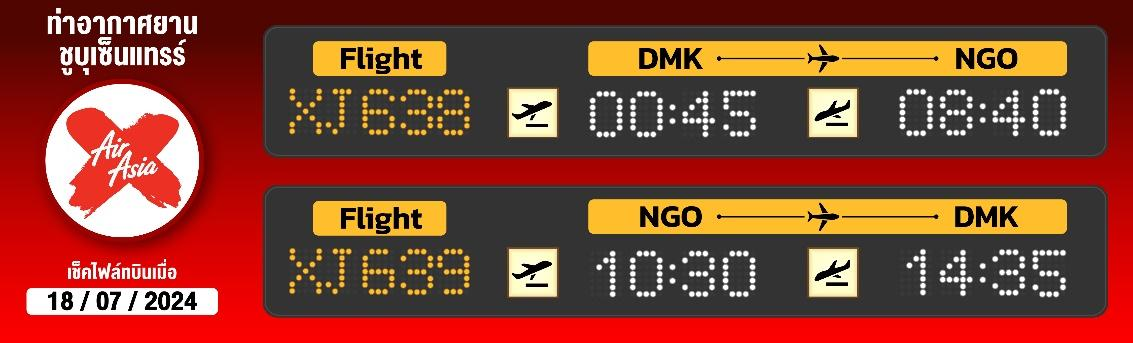 ท่าอากาศยาน
ชูบุเซ็นแทรร์
Air
Asia
เช็คไฟล์ทบินเมื่อ
18 / 07 / 2024
Flight DMK NGO
XJ638 00:45 08:40
Flight NGO DMK
XJ639 10:30 14:35